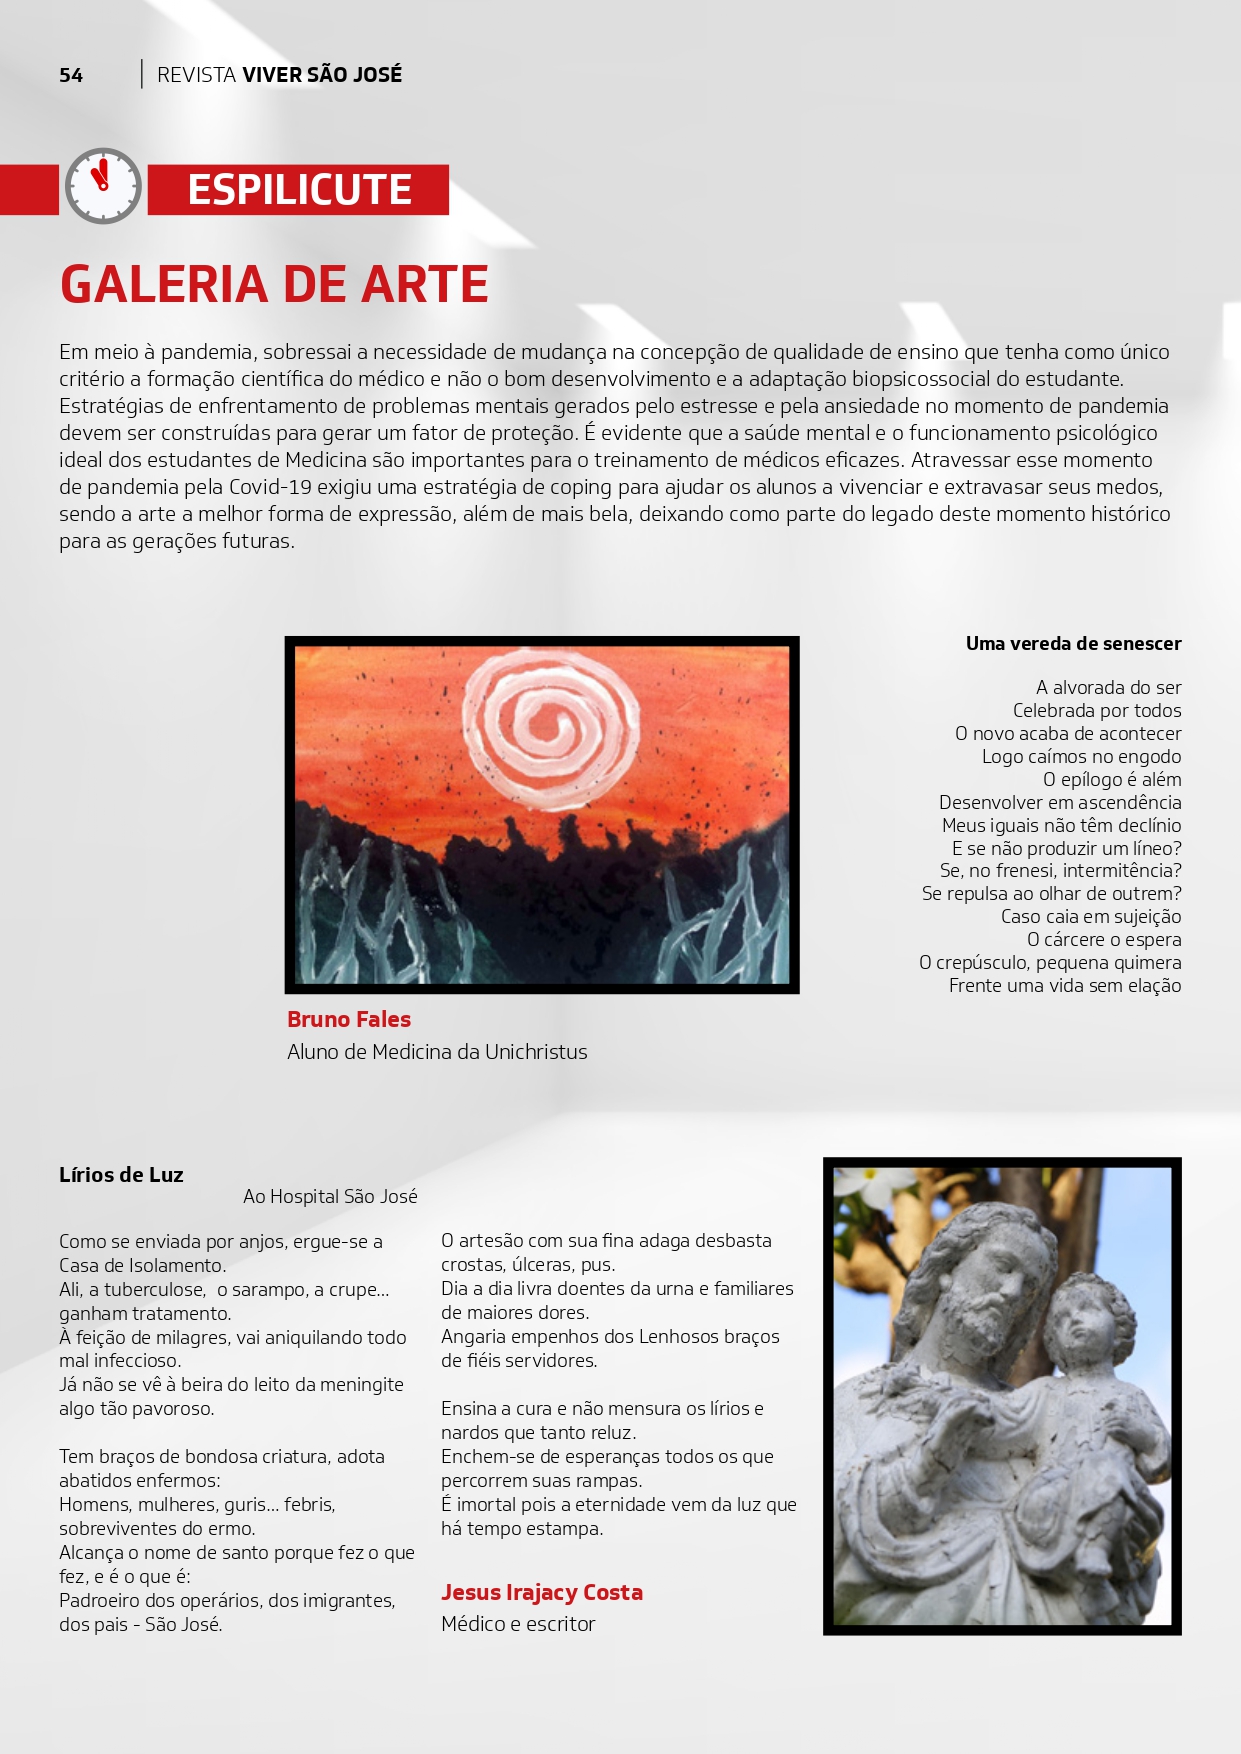 54
REVISTA VIVER SÃO JOSÉ
ESPILICUTE
GALERIA DE ARTE
Em meio à pandemia, sobressai a necessidade de mudança na concepção de qualidade de ensino que tenha como único
critério a formação científica do médico e não o bom desenvolvimento e a adaptação biopsicossocial do estudante.
Estratégias de enfrentamento de problemas mentais gerados pelo estresse e pela ansiedade no momento de pandemia
devem ser construídas para gerar um fator de proteção. É evidente que a saúde mental e o funcionamento psicológico
ideal dos estudantes de Medicina são importantes para o treinamento de médicos eficazes. Atravessar esse momento
de pandemia pela Covid-19 exigiu uma estratégia de coping para ajudar os alunos a vivenciar e extravasar seus medos,
sendo a arte a melhor forma de expressão, além de mais bela, deixando como parte do legado deste momento histórico
para as gerações futuras.
Uma vereda de senescer
A alvorada do ser
Celebrada por todos
O novo acaba de acontecer
Logo caímos no engodo
O epílogo é além
Desenvolver em ascendência
Meus iguais não têm declínio
E se não produzir um líneo?
Se, no frenesi, intermitência?
Se repulsa ao olhar de outrem?
Caso caia em sujeição
O cárcere o espera
O crepúsculo, pequena quimera
Frente uma vida sem elação
Bruno Fales
Aluno de Medicina da Unichristus
Lírios de Luz
Ao Hospital São José
Como se enviada por anjos, ergue-se a
Casa de Isolamento.
Ali, a tuberculose,  o sarampo, a crupe...
ganham tratamento.
À feição de milagres, vai aniquilando todo
mal infeccioso.
Já não se vê à beira do leito da meningite
algo tão pavoroso.
Tem braços de bondosa criatura, adota
abatidos enfermos:
Homens, mulheres, guris... febris,
sobreviventes do ermo.
Alcança o nome de santo porque fez o que
fez, e é o que é:
Padroeiro dos operários, dos imigrantes,
dos pais - São José.
O artesão com sua fina adaga desbasta
crostas, úlceras, pus.
Dia a dia livra doentes da urna e familiares
de maiores dores.
Angaria empenhos dos Lenhosos braços
de fiéis servidores.
Ensina a cura e não mensura os lírios e
nardos que tanto reluz.
Enchem-se de esperanças todos os que
percorrem suas rampas.
É imortal pois a eternidade vem da luz que
há tempo estampa.
Jesus Irajacy Costa
Médico e escritor